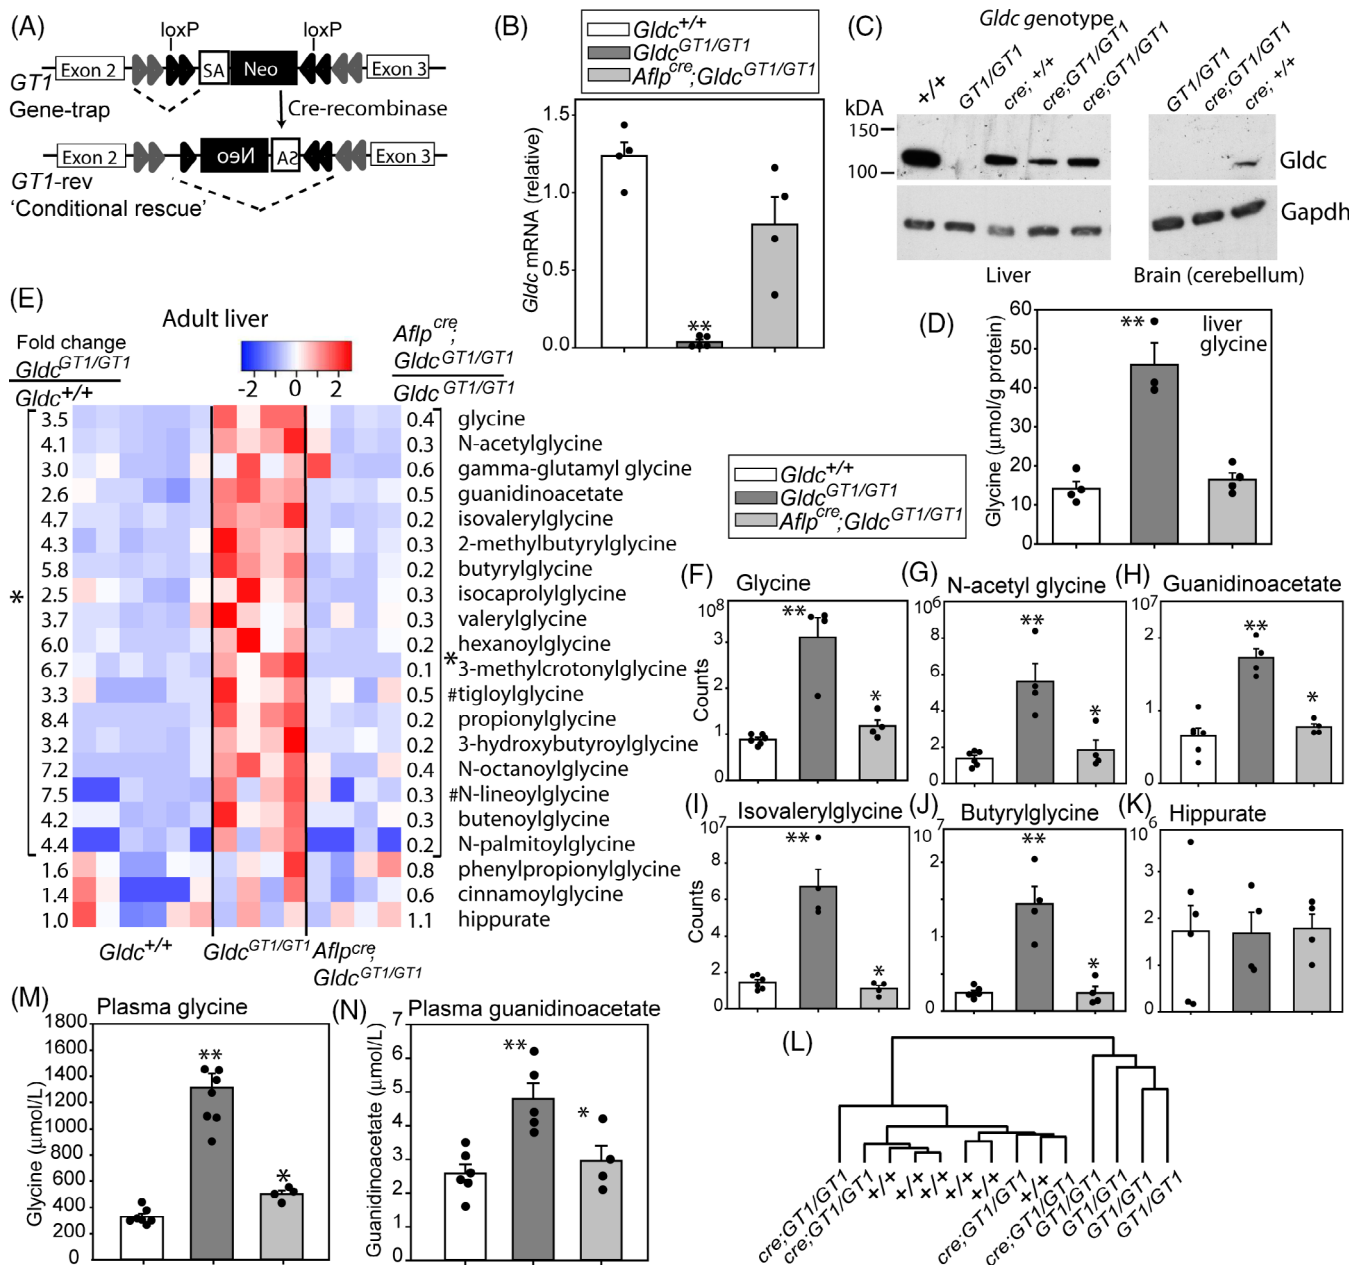 (A)
loxP loxP
Exon 2 SA Neo Exon 3
GT1
Gene-trap
Cre-recombinase
Exon 2 Neo SA Exon 3
GT1-rev
'Conditional rescue'
(B)
Gldc+/+
GldcGT1/GT1
Aflpcre;GldcGT1/GT1
Gldc mRNA (relative)
1.5
1.0
0.5
0.0
**
(C)
Gldc genotype
+/+ GT1/GT1 cre; +/+ cre;GT1/GT1 cre;GT1/GT1
GT1/GT1 cre;GT1/GT1 cre; +/+
kDA
150
100
Gldc
Gapdh
Liver
Brain (cerebellum)
(D)
Glycine (μmol/g protein)
60
50
40
30
20
10
0
**
liver
glycine
Gldc+/+
GldcGT1/GT1
Aflpcre;GldcGT1/GT1
(E)
Adult liver
Fold change
GldcGT1/GT1
Gldc+/+
-2 0 2
Aflpcre;
GldcGT1/GT1
GldcGT1/GT1
3.5 0.4 glycine
4.1 0.3 N-acetylglycine
3.0 0.6 gamma-glutamyl glycine
2.6 0.5 guanidinoacetate
4.7 0.2 isovalerylglycine
4.3 0.3 2-methylbutyrylglycine
5.8 0.2 butyrylglycine
* 2.5 0.3 isocaprolylglycine
3.7 0.3 valerylglycine
6.0 0.2 hexanoylglycine
6.7 0.1 *3-methylcrotonylglycine
3.3 0.5 #tigloylglycine
8.4 0.2 propionylglycine
3.2 0.2 3-hydroxybutyroylglycine
7.2 0.4 N-octanoylglycine
7.5 0.3 #N-lineoylglycine
4.2 0.3 butenoylglycine
4.4 0.2 N-palmitoylglycine
1.6 0.8 phenylpropionylglycine
1.4 0.6 cinnamoylglycine
1.0 1.1 hippurate
Gldc+/+ GldcGT1/GT1 Aflpcre;
GldcGT1/GT1
(F)
Glycine
10 8
3
2
1
0
Counts
**
*
(G)
N-acetyl glycine
10 6
8
6
4
2
0
**
*
(H)
Guanidinoacetate
10 7
2
1
0
**
*
(I)
Isovalerylglycine
10 7
8
6
4
2
0
Counts
**
*
(J)
Butyrylglycine
10 7
2
1
0
**
*
(K)
Hippurate
10 6
4
3
2
1
0
(L)
cre;GT1/GT1
cre;GT1/GT1
+/+
+/+
+/+
+/+
+/+
cre;GT1/GT1
+/+
cre;GT1/GT1
GT1/GT1
GT1/GT1
GT1/GT1
GT1/GT1
(M)
Plasma glycine
Glycine (μmol/L)
1800
1600
1400
1200
1000
800
600
400
200
0
**
*
(N)
Plasma guanidinoacetate
Guanidinoacetate (μmol/L)
7
6
5
4
3
2
1
0
**
*